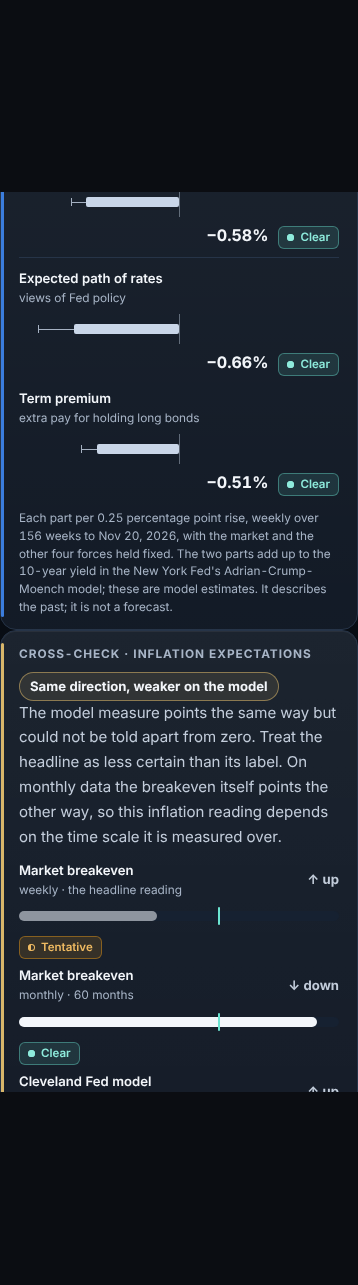 −0.58% Clear
Expected path of rates
views of Fed policy
−0.66% Clear
Term premium
extra pay for holding long bonds
−0.51% Clear
Each part per 0.25 percentage point rise, weekly over
156 weeks to Nov 20, 2026, with the market and the
other four forces held fixed. The two parts add up to the
10-year yield in the New York Fed's Adrian-Crump-
Moench model; these are model estimates. It describes
the past; it is not a forecast.
CROSS-CHECK · INFLATION EXPECTATIONS
Same direction, weaker on the model
The model measure points the same way but
could not be told apart from zero. Treat the
headline as less certain than its label. On
monthly data the breakeven itself points the
other way, so this inflation reading depends
on the time scale it is measured over.
Market breakeven
weekly · the headline reading
↑ up
Tentative
Market breakeven
monthly · 60 months
↓ down
Clear
Cleveland Fed model
↑ up